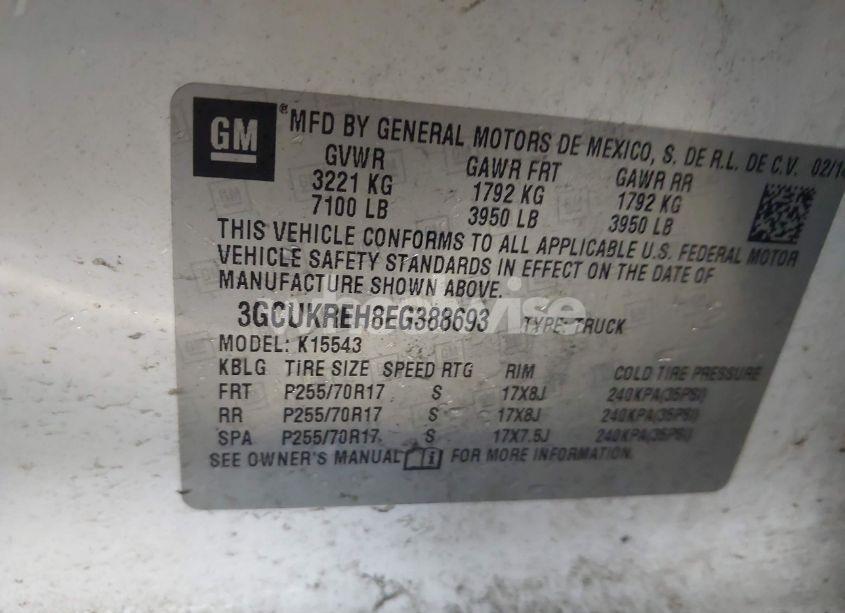 GM
® MFD BY GENERAL MOTORS DE MEXICO, S. DE R.L. DE C.V. 02/14
GVWR GAWR FRT GAWR RR
3221 KG 1792 KG 1792 KG
7100 LB 3950 LB 3950 LB
THIS VEHICLE CONFORMS TO ALL APPLICABLE U.S. FEDERAL MOTOR
VEHICLE SAFETY STANDARDS IN EFFECT ON THE DATE OF
MANUFACTURE SHOWN ABOVE.
3GCUKREH8EG388693 TYPE: TRUCK
MODEL: K15543
KBLG TIRE SIZE SPEED RTG RIM COLD TIRE PRESSURE
FRT P255/70R17 S 17X8J 240KPA(35PSI)
RR P255/70R17 S 17X8J 240KPA(35PSI)
SPA P255/70R17 S 17X7.5J 240KPA(35PSI)
SEE OWNER'S MANUAL FOR MORE INFORMATION.